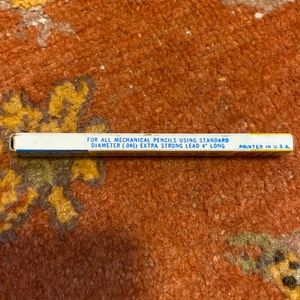 FOR ALL MECHANICAL PENCILS USING STANDARD
DIAMETER (.046) EXTRA STRONG LEAD 4" LONG
PRINTED IN U.S.A.